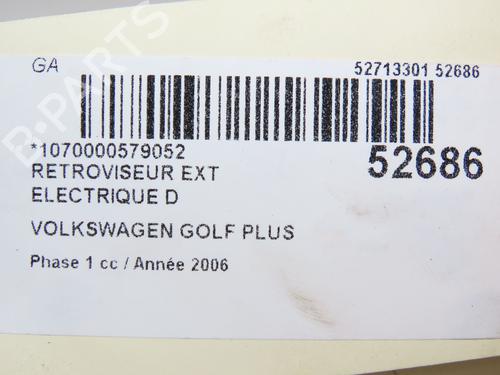 GA
52713301 52686
*1070000579052
52686
RETROVISEUR EXT
ELECTRIQUE D
VOLKSWAGEN GOLF PLUS
Phase 1 cc / Année 2006
B-PARTS